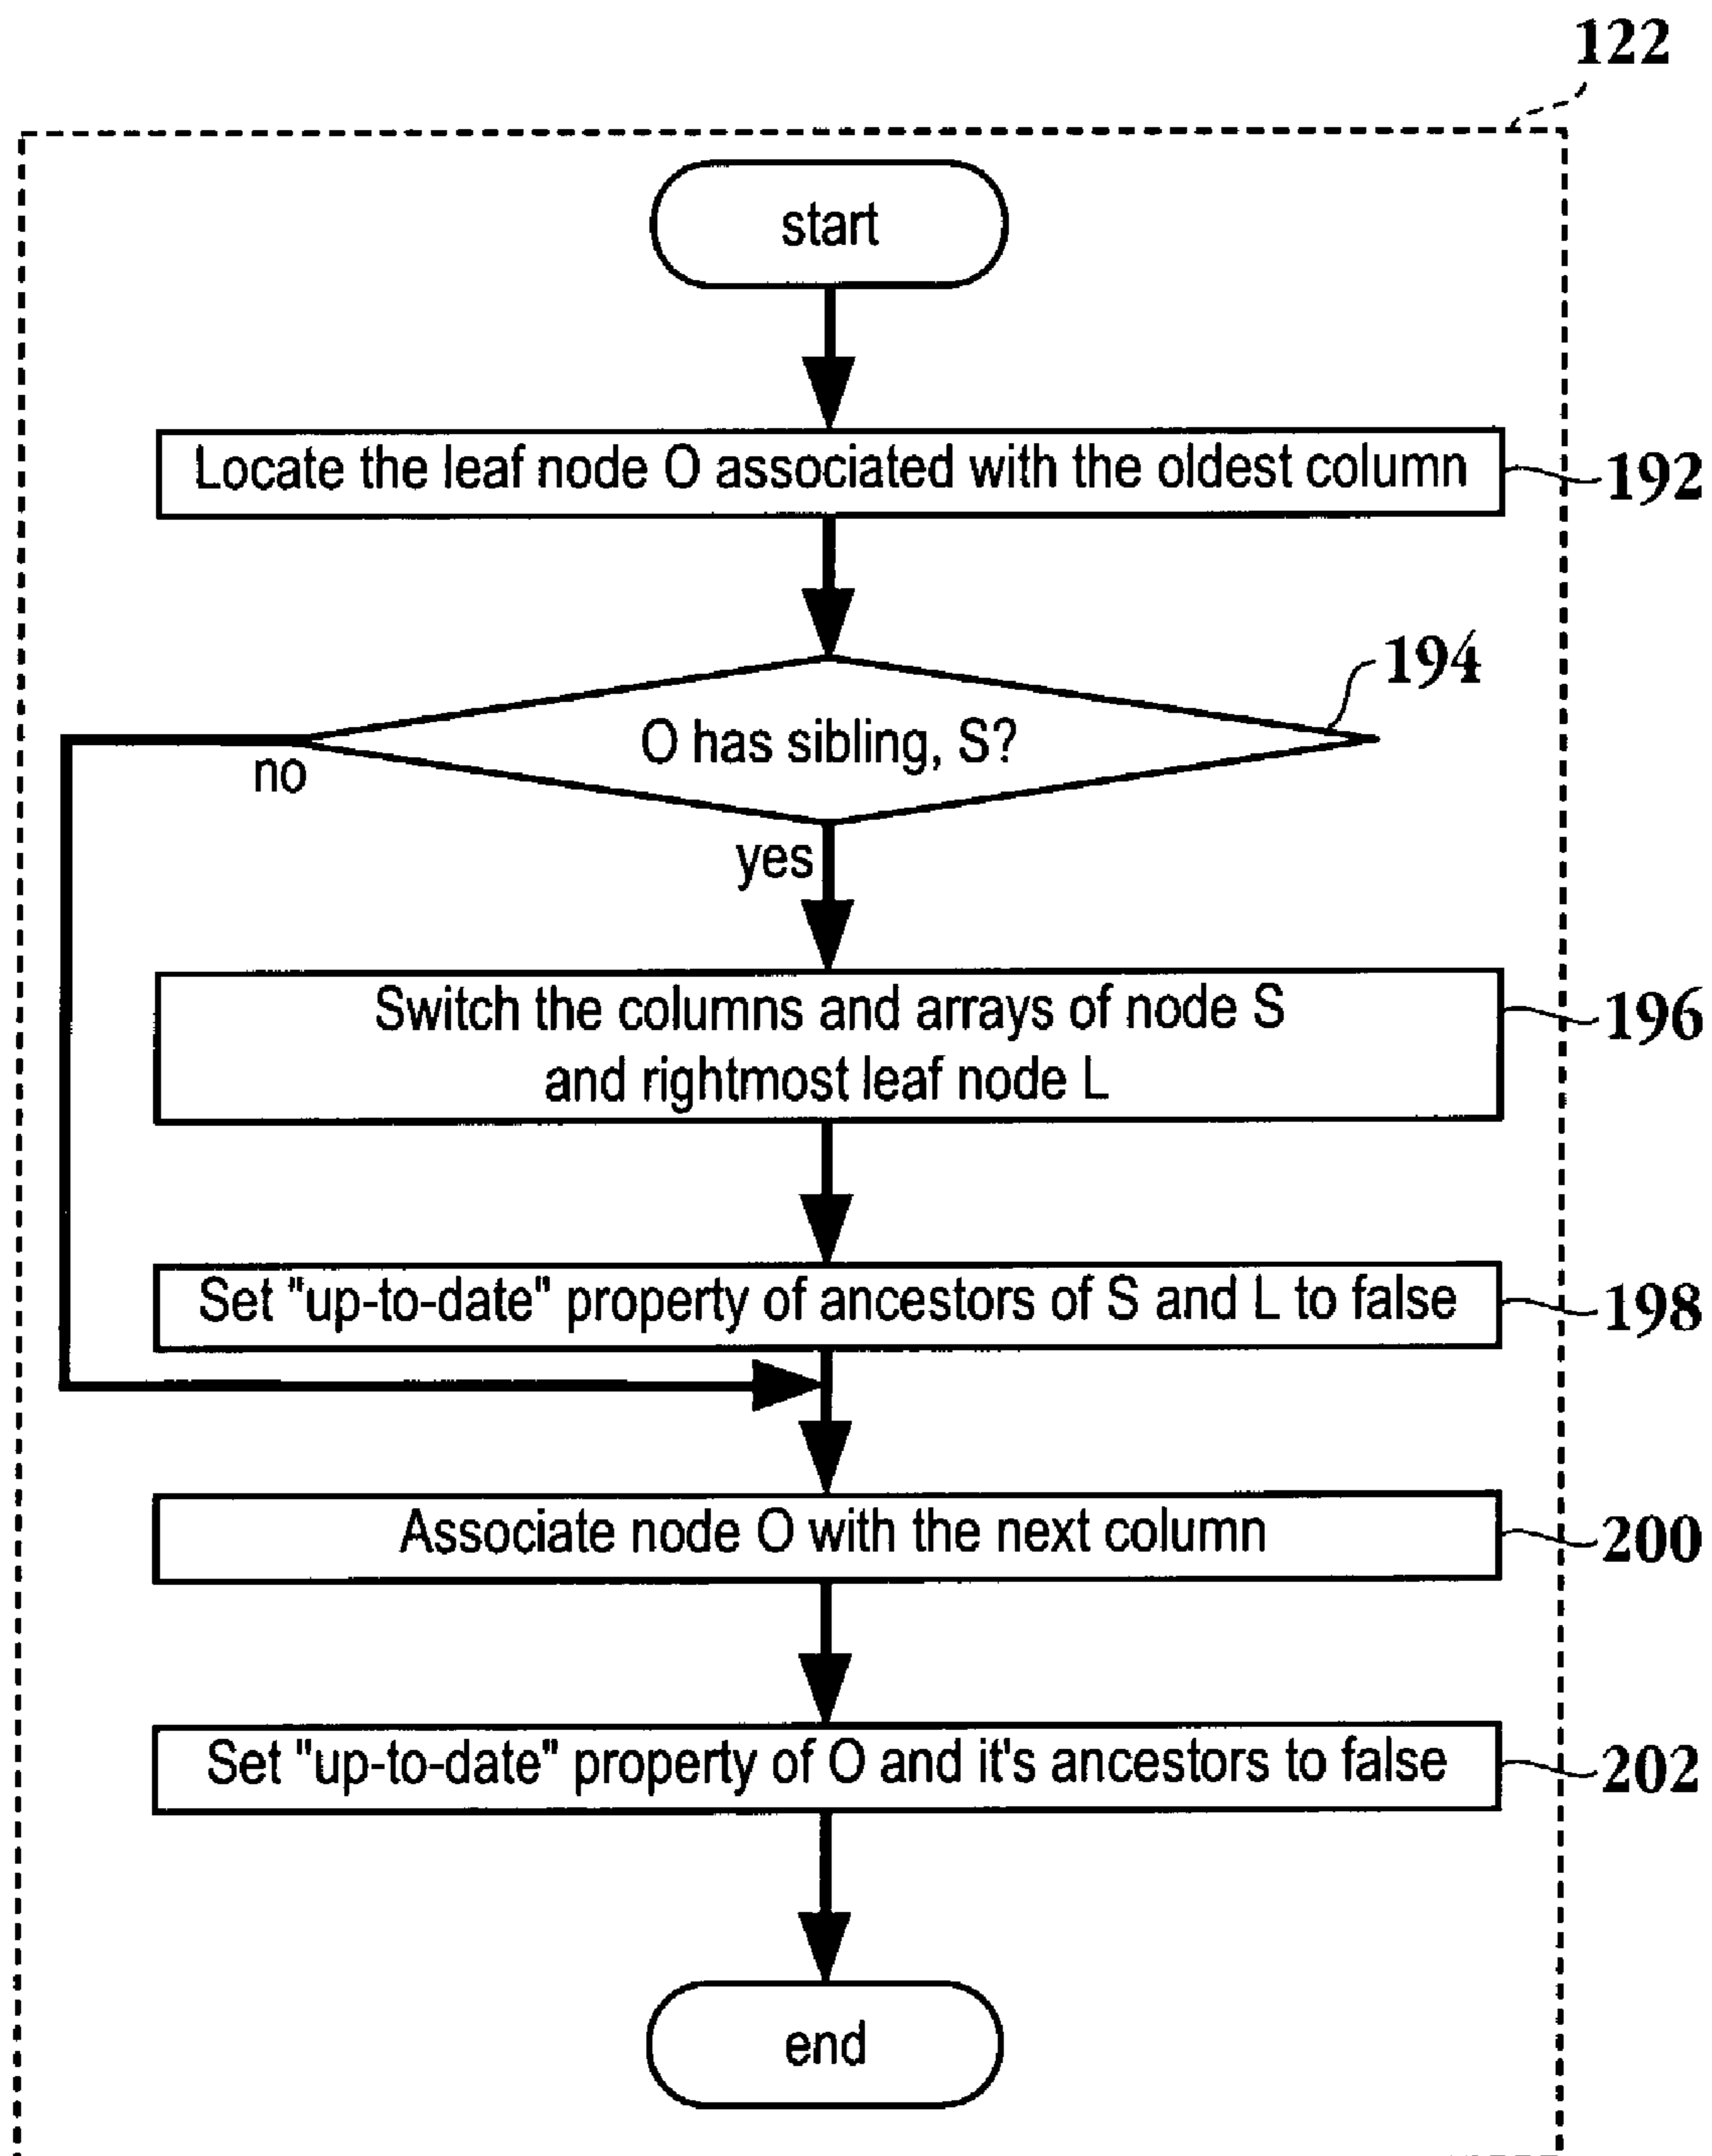 122
start
Locate the leaf node O associated with the oldest column
192
194
O has sibling, S?
no
yes
Switch the columns and arrays of node S
and rightmost leaf node L
196
Set "up-to-date" property of ancestors of S and L to false
198
Associate node O with the next column
200
Set "up-to-date" property of O and it's ancestors to false
202
end